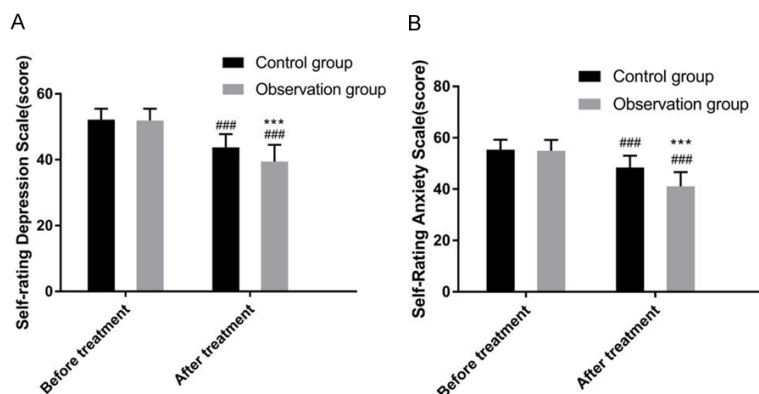 A
Control group
Observation group
Self-rating Depression Scale(score)
60
40
20
0
###
***
###
Before treatment
After treatment
B
Control group
Observation group
Self-Rating Anxiety Scale(score)
80
60
40
20
0
###
***
###
Before treatment
After treatment